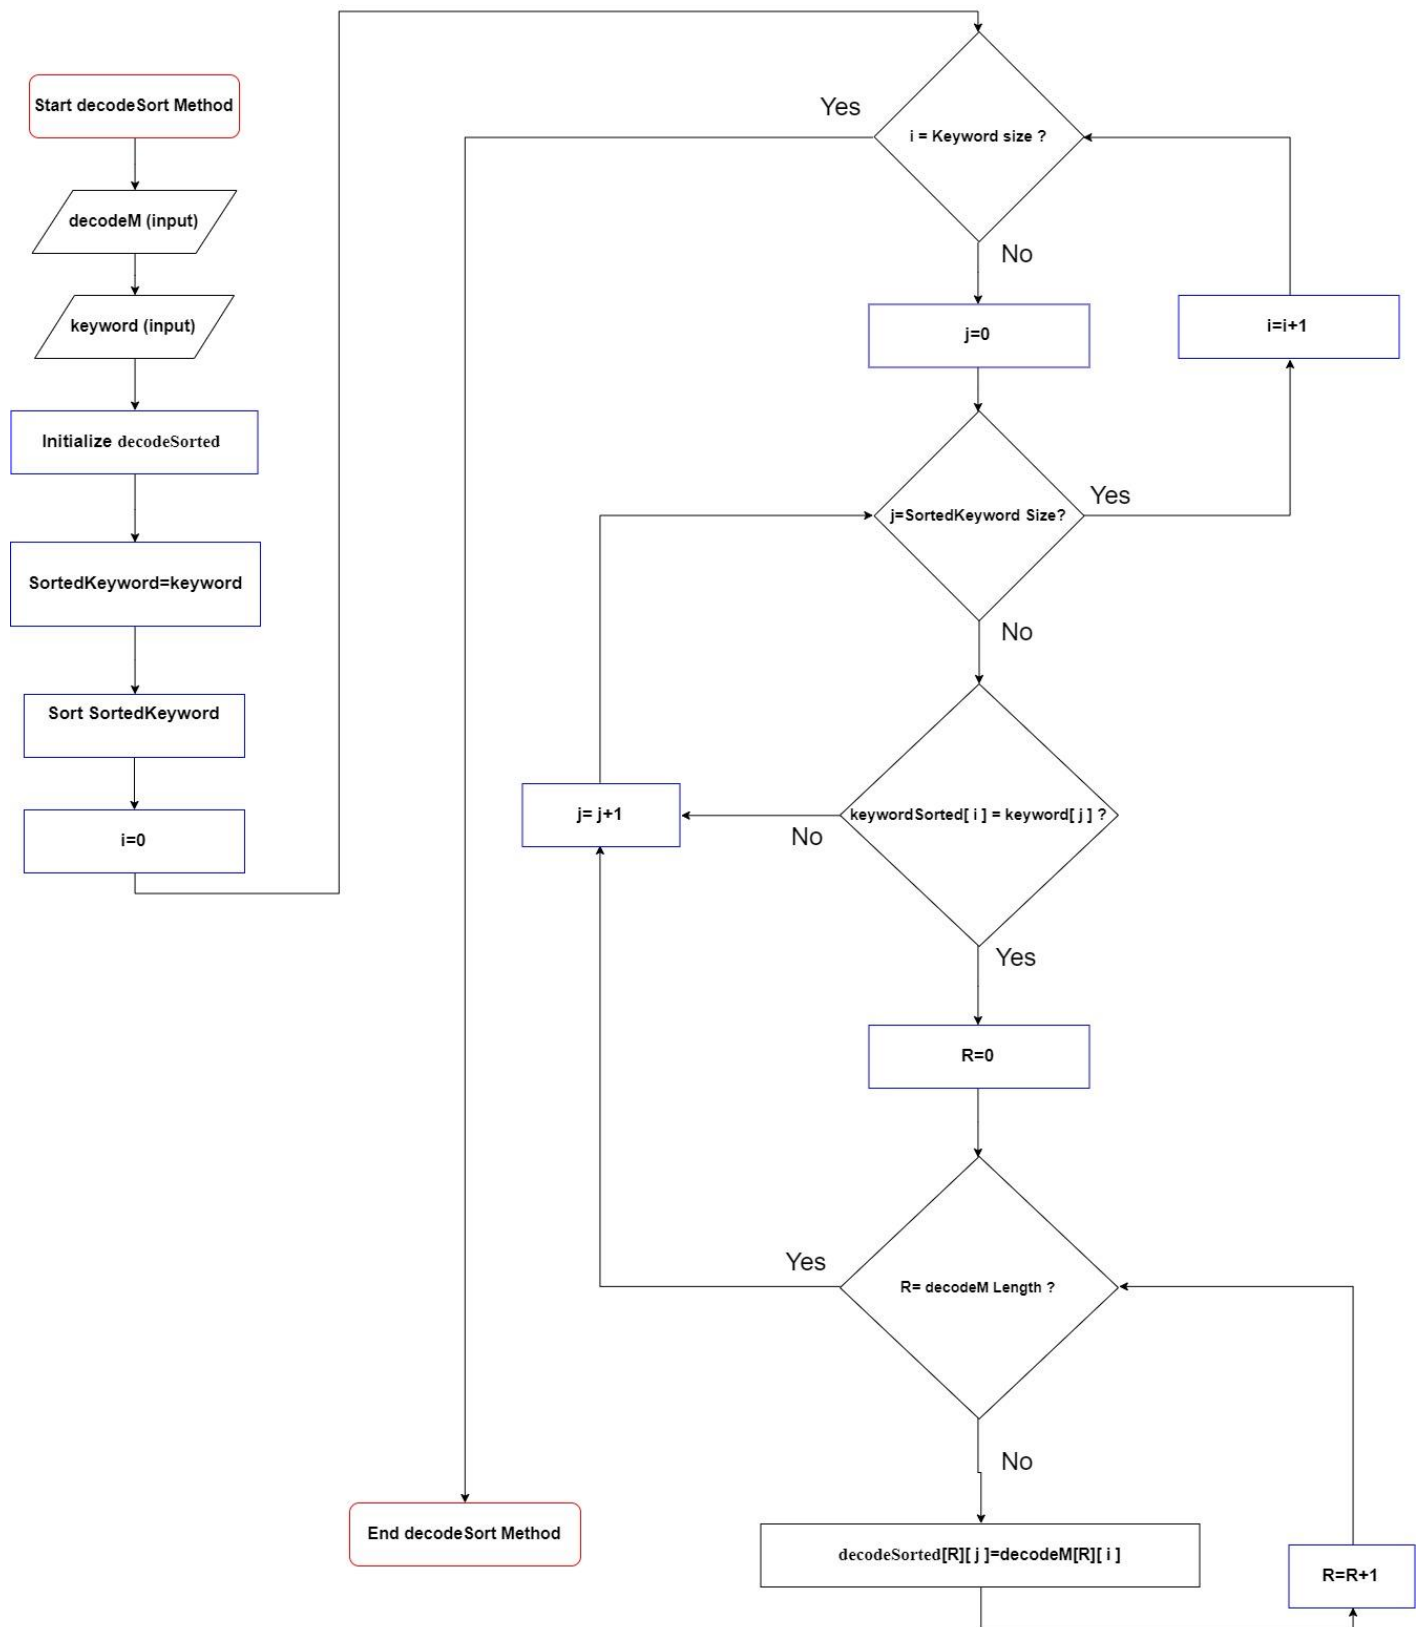 Start decodeSort Method
decodeM (input)
keyword (input)
Initialize decodeSorted
SortedKeyword=keyword
Sort SortedKeyword
i=0
i = Keyword size ?
Yes
No
j=0
i=i+1
j=SortedKeyword Size?
Yes
No
keywordSorted[ i ] = keyword[ j ] ?
j= j+1
No
Yes
R=0
R= decodeM Length ?
Yes
No
decodeSorted[R][ j ]=decodeM[R][ i ]
R=R+1
End decodeSort Method